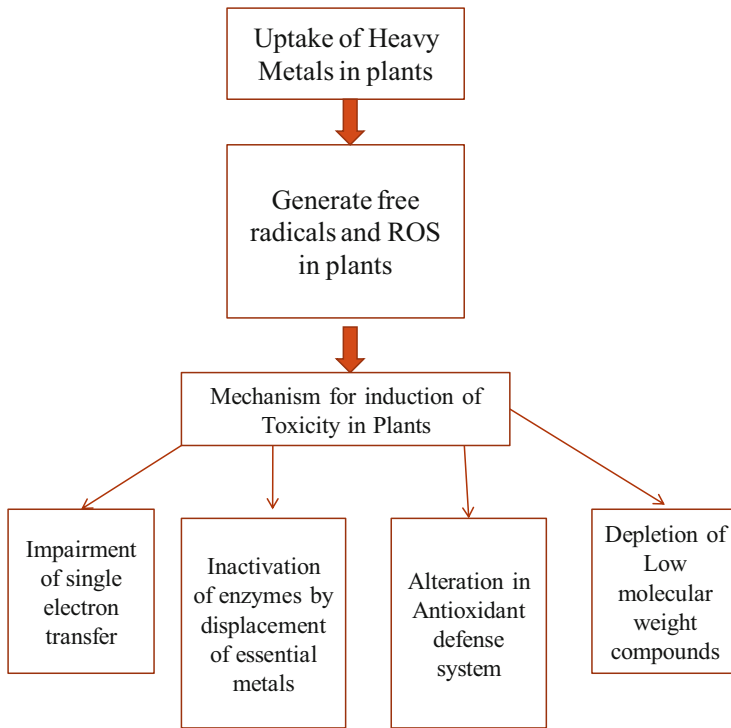 Uptake of Heavy
Metals in plants
Generate free
radicals and ROS
in plants
Mechanism for induction of
Toxicity in Plants
Impairment
of single
electron
transfer
Inactivation
of enzymes by
displacement
of essential
metals
Alteration in
Antioxidant
defense
system
Depletion of
Low
molecular
weight
compounds